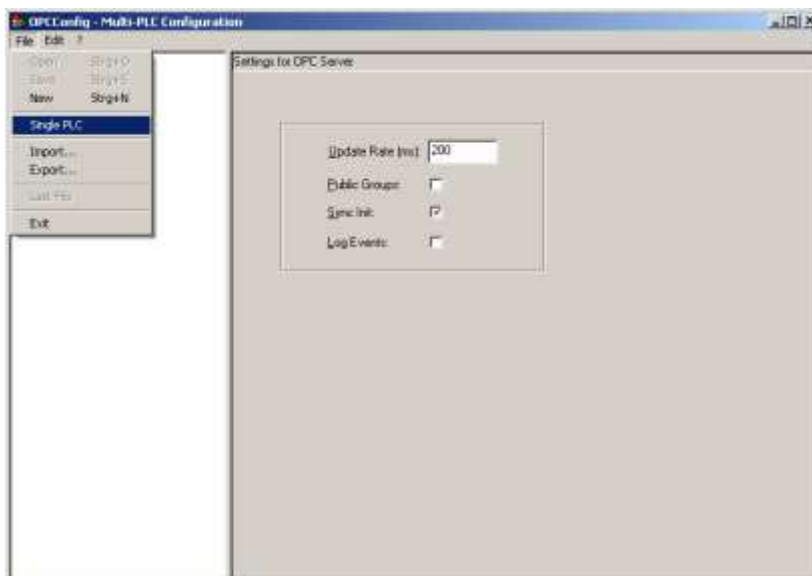 OPCConfig - Multi-PLC Configuration
File Edit ?
Open Strg+O
Save Strg+S
New Strg+N
Single PLC
Import...
Export...
Last File
Exit
Settings for OPC Server
Update Rate (ms): 200
Public Groups:
Sync Init:
Log Events: